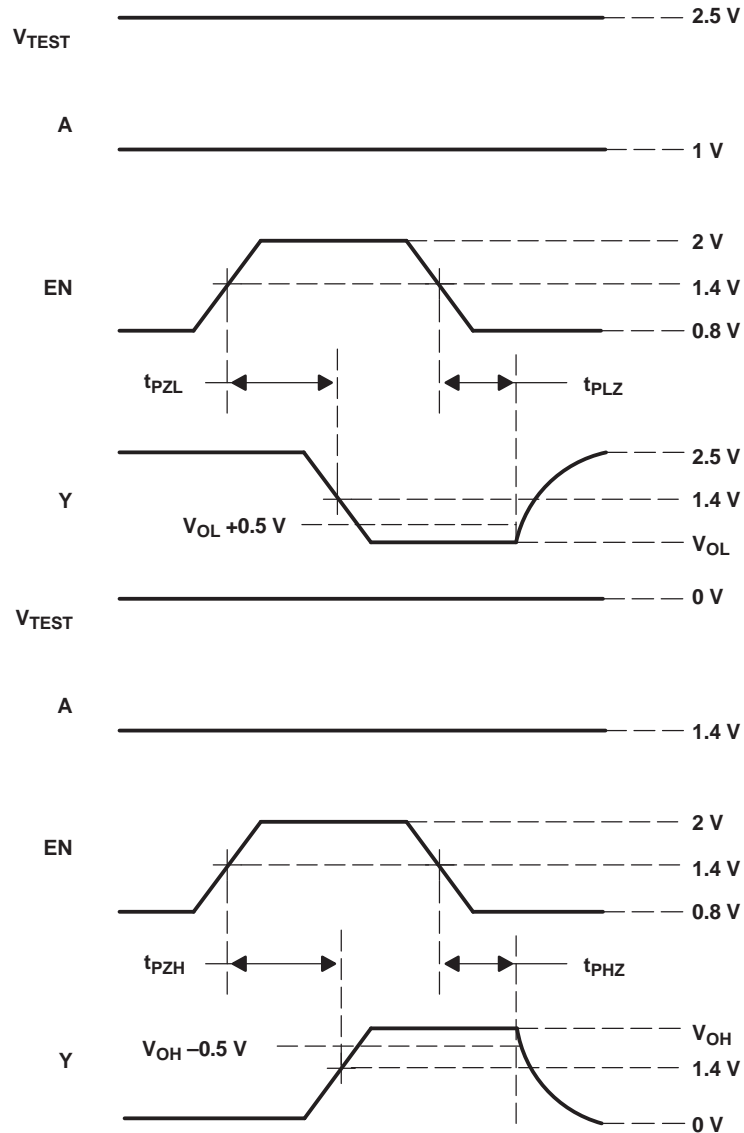 2.5 V
V_TEST
A
1 V
2 V
EN
1.4 V
0.8 V
t_PZL
t_PLZ
2.5 V
Y
1.4 V
V_OL +0.5 V
V_OL
0 V
V_TEST
A
1.4 V
2 V
EN
1.4 V
0.8 V
t_PZH
t_PHZ
V_OH
V_OH –0.5 V
Y
1.4 V
0 V